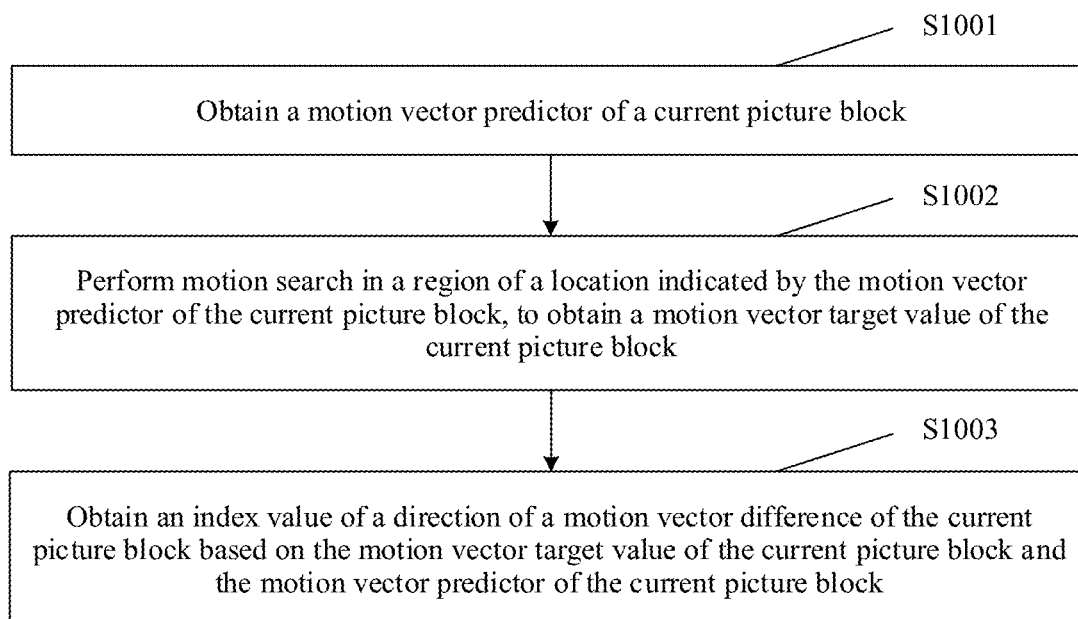 S1001
Obtain a motion vector predictor of a current picture block
S1002
Perform motion search in a region of a location indicated by the motion vector
predictor of the current picture block, to obtain a motion vector target value of the
current picture block
S1003
Obtain an index value of a direction of a motion vector difference of the current
picture block based on the motion vector target value of the current picture block and
the motion vector predictor of the current picture block